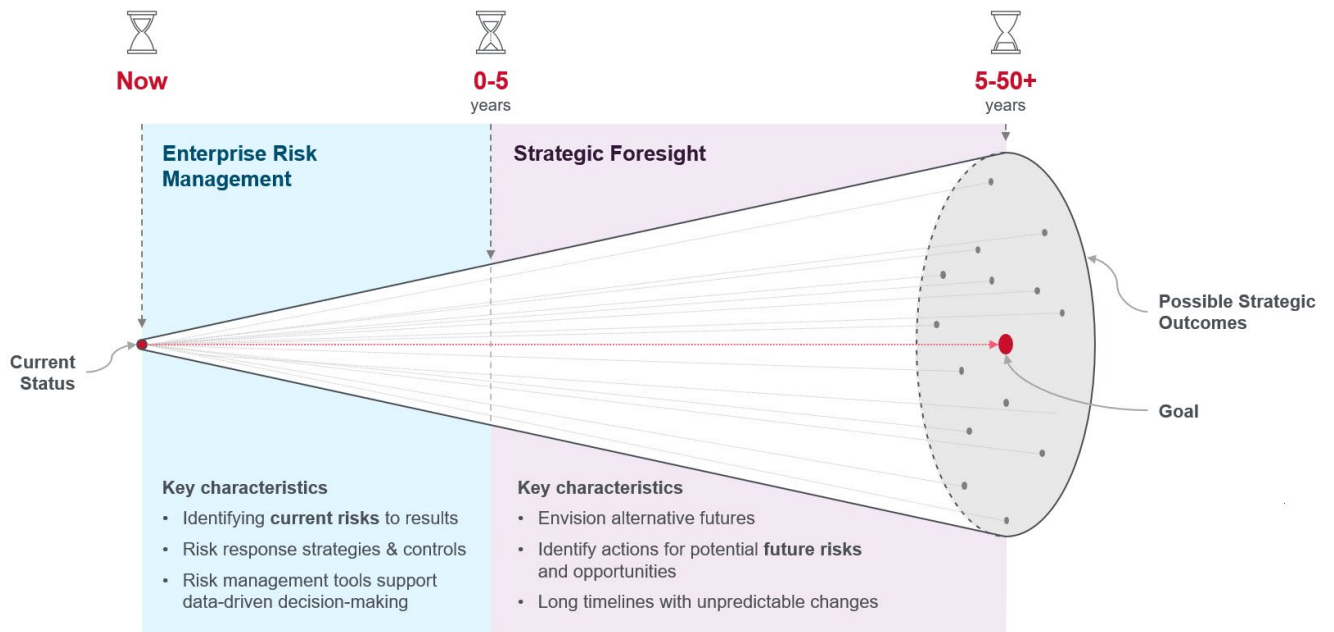 Now
0-5
years
5-50+
years
Enterprise Risk
Management
Strategic Foresight
Current
Status
Possible Strategic
Outcomes
Goal
Key characteristics
• Identifying current risks to results
• Risk response strategies & controls
• Risk management tools support
data-driven decision-making
Key characteristics
• Envision alternative futures
• Identify actions for potential future risks
and opportunities
• Long timelines with unpredictable changes